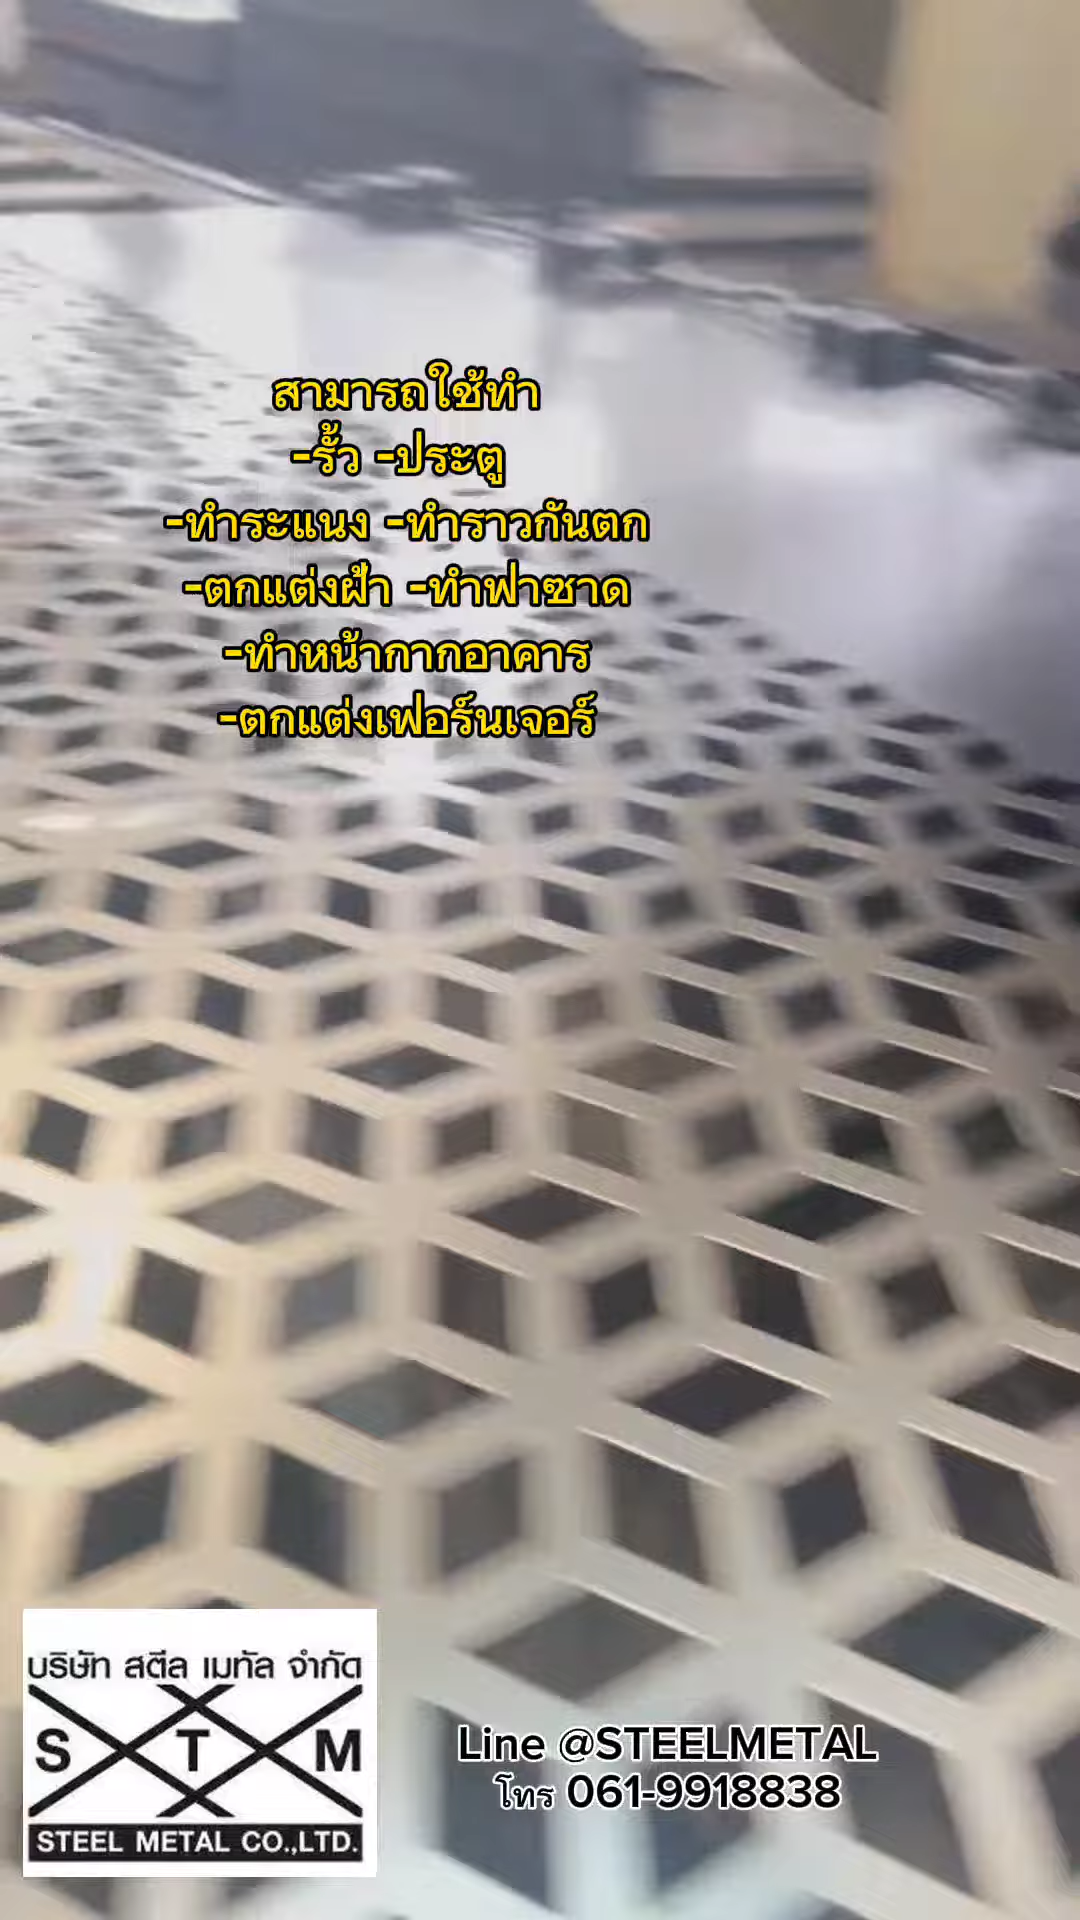 สามารถใช้ทำ
-รั้ว -ประตู
-ทำระแนง -ทำราวกันตก
-ตกแต่งฝ้า -ทำฟาซาด
-ทำหน้ากากอาคาร
-ตกแต่งเฟอร์นเจอร์
บริษัท สตีล เมทัล จำกัด
S T M
STEEL METAL CO.,LTD.
Line @STEELMETAL
โทร 061-9918838